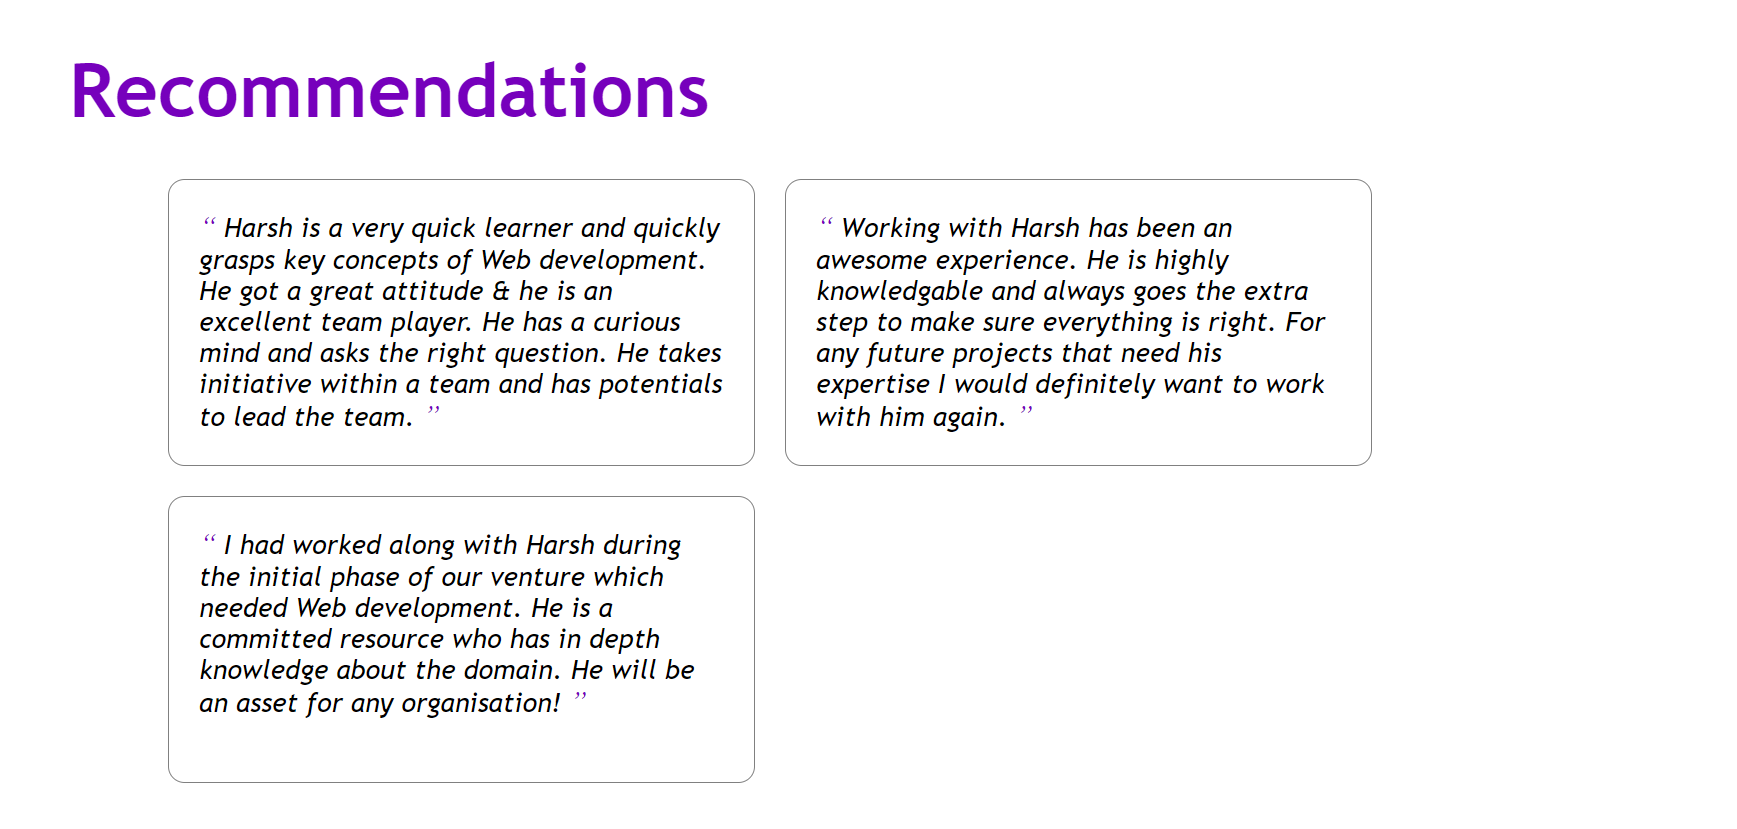 Recommendations
“ Harsh is a very quick learner and quickly
grasps key concepts of Web development.
He got a great attitude & he is an
excellent team player. He has a curious
mind and asks the right question. He takes
initiative within a team and has potentials
to lead the team. ”
“ Working with Harsh has been an
awesome experience. He is highly
knowledgable and always goes the extra
step to make sure everything is right. For
any future projects that need his
expertise I would definitely want to work
with him again. ”
“ I had worked along with Harsh during
the initial phase of our venture which
needed Web development. He is a
committed resource who has in depth
knowledge about the domain. He will be
an asset for any organisation! ”